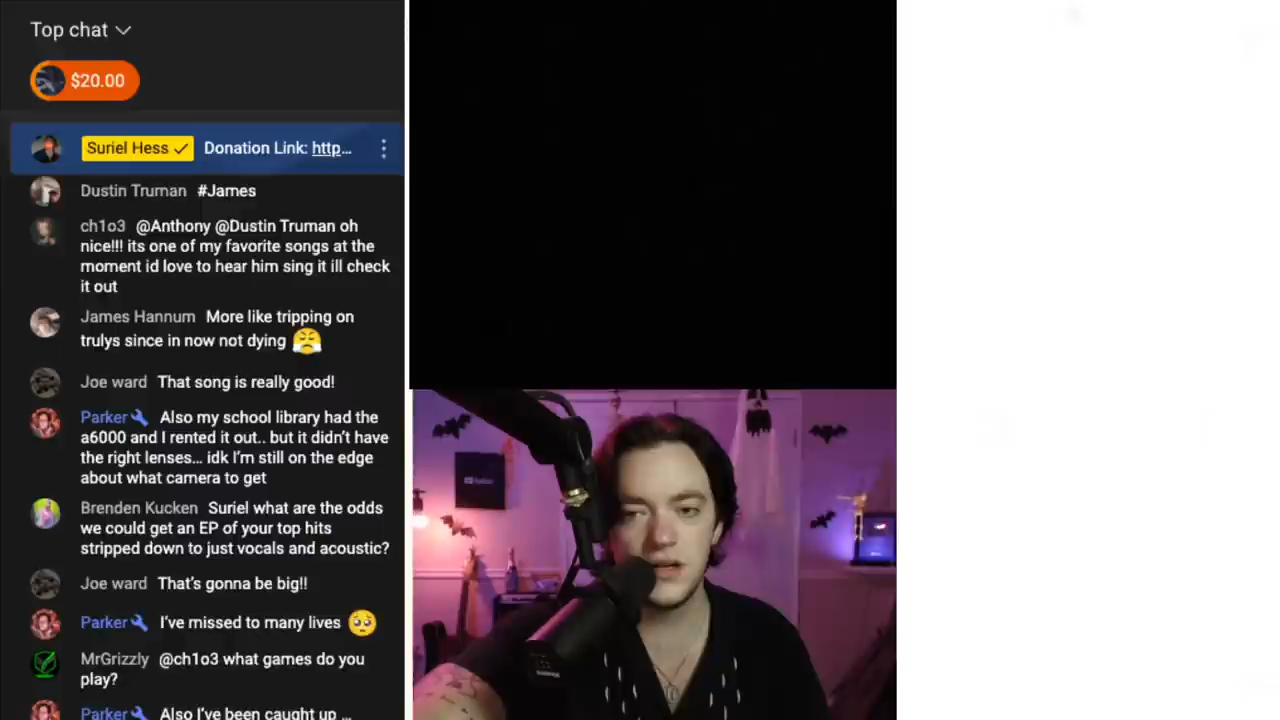 Top chat
$20.00
Suriel Hess Donation Link: http...
Dustin Truman #James
ch1o3 @Anthony @Dustin Truman oh
nice!!! its one of my favorite songs at the
moment id love to hear him sing it ill check
it out
James Hannum More like tripping on
trulys since in now not dying
Joe ward That song is really good!
Parker Also my school library had the
a6000 and I rented it out.. but it didn't have
the right lenses... idk I'm still on the edge
about what camera to get
Brenden Kucken Suriel what are the odds
we could get an EP of your top hits
stripped down to just vocals and acoustic?
Joe ward That's gonna be big!!
Parker I've missed to many lives
MrGrizzly @ch1o3 what games do you
play?
Parker Also I've been caught up ...